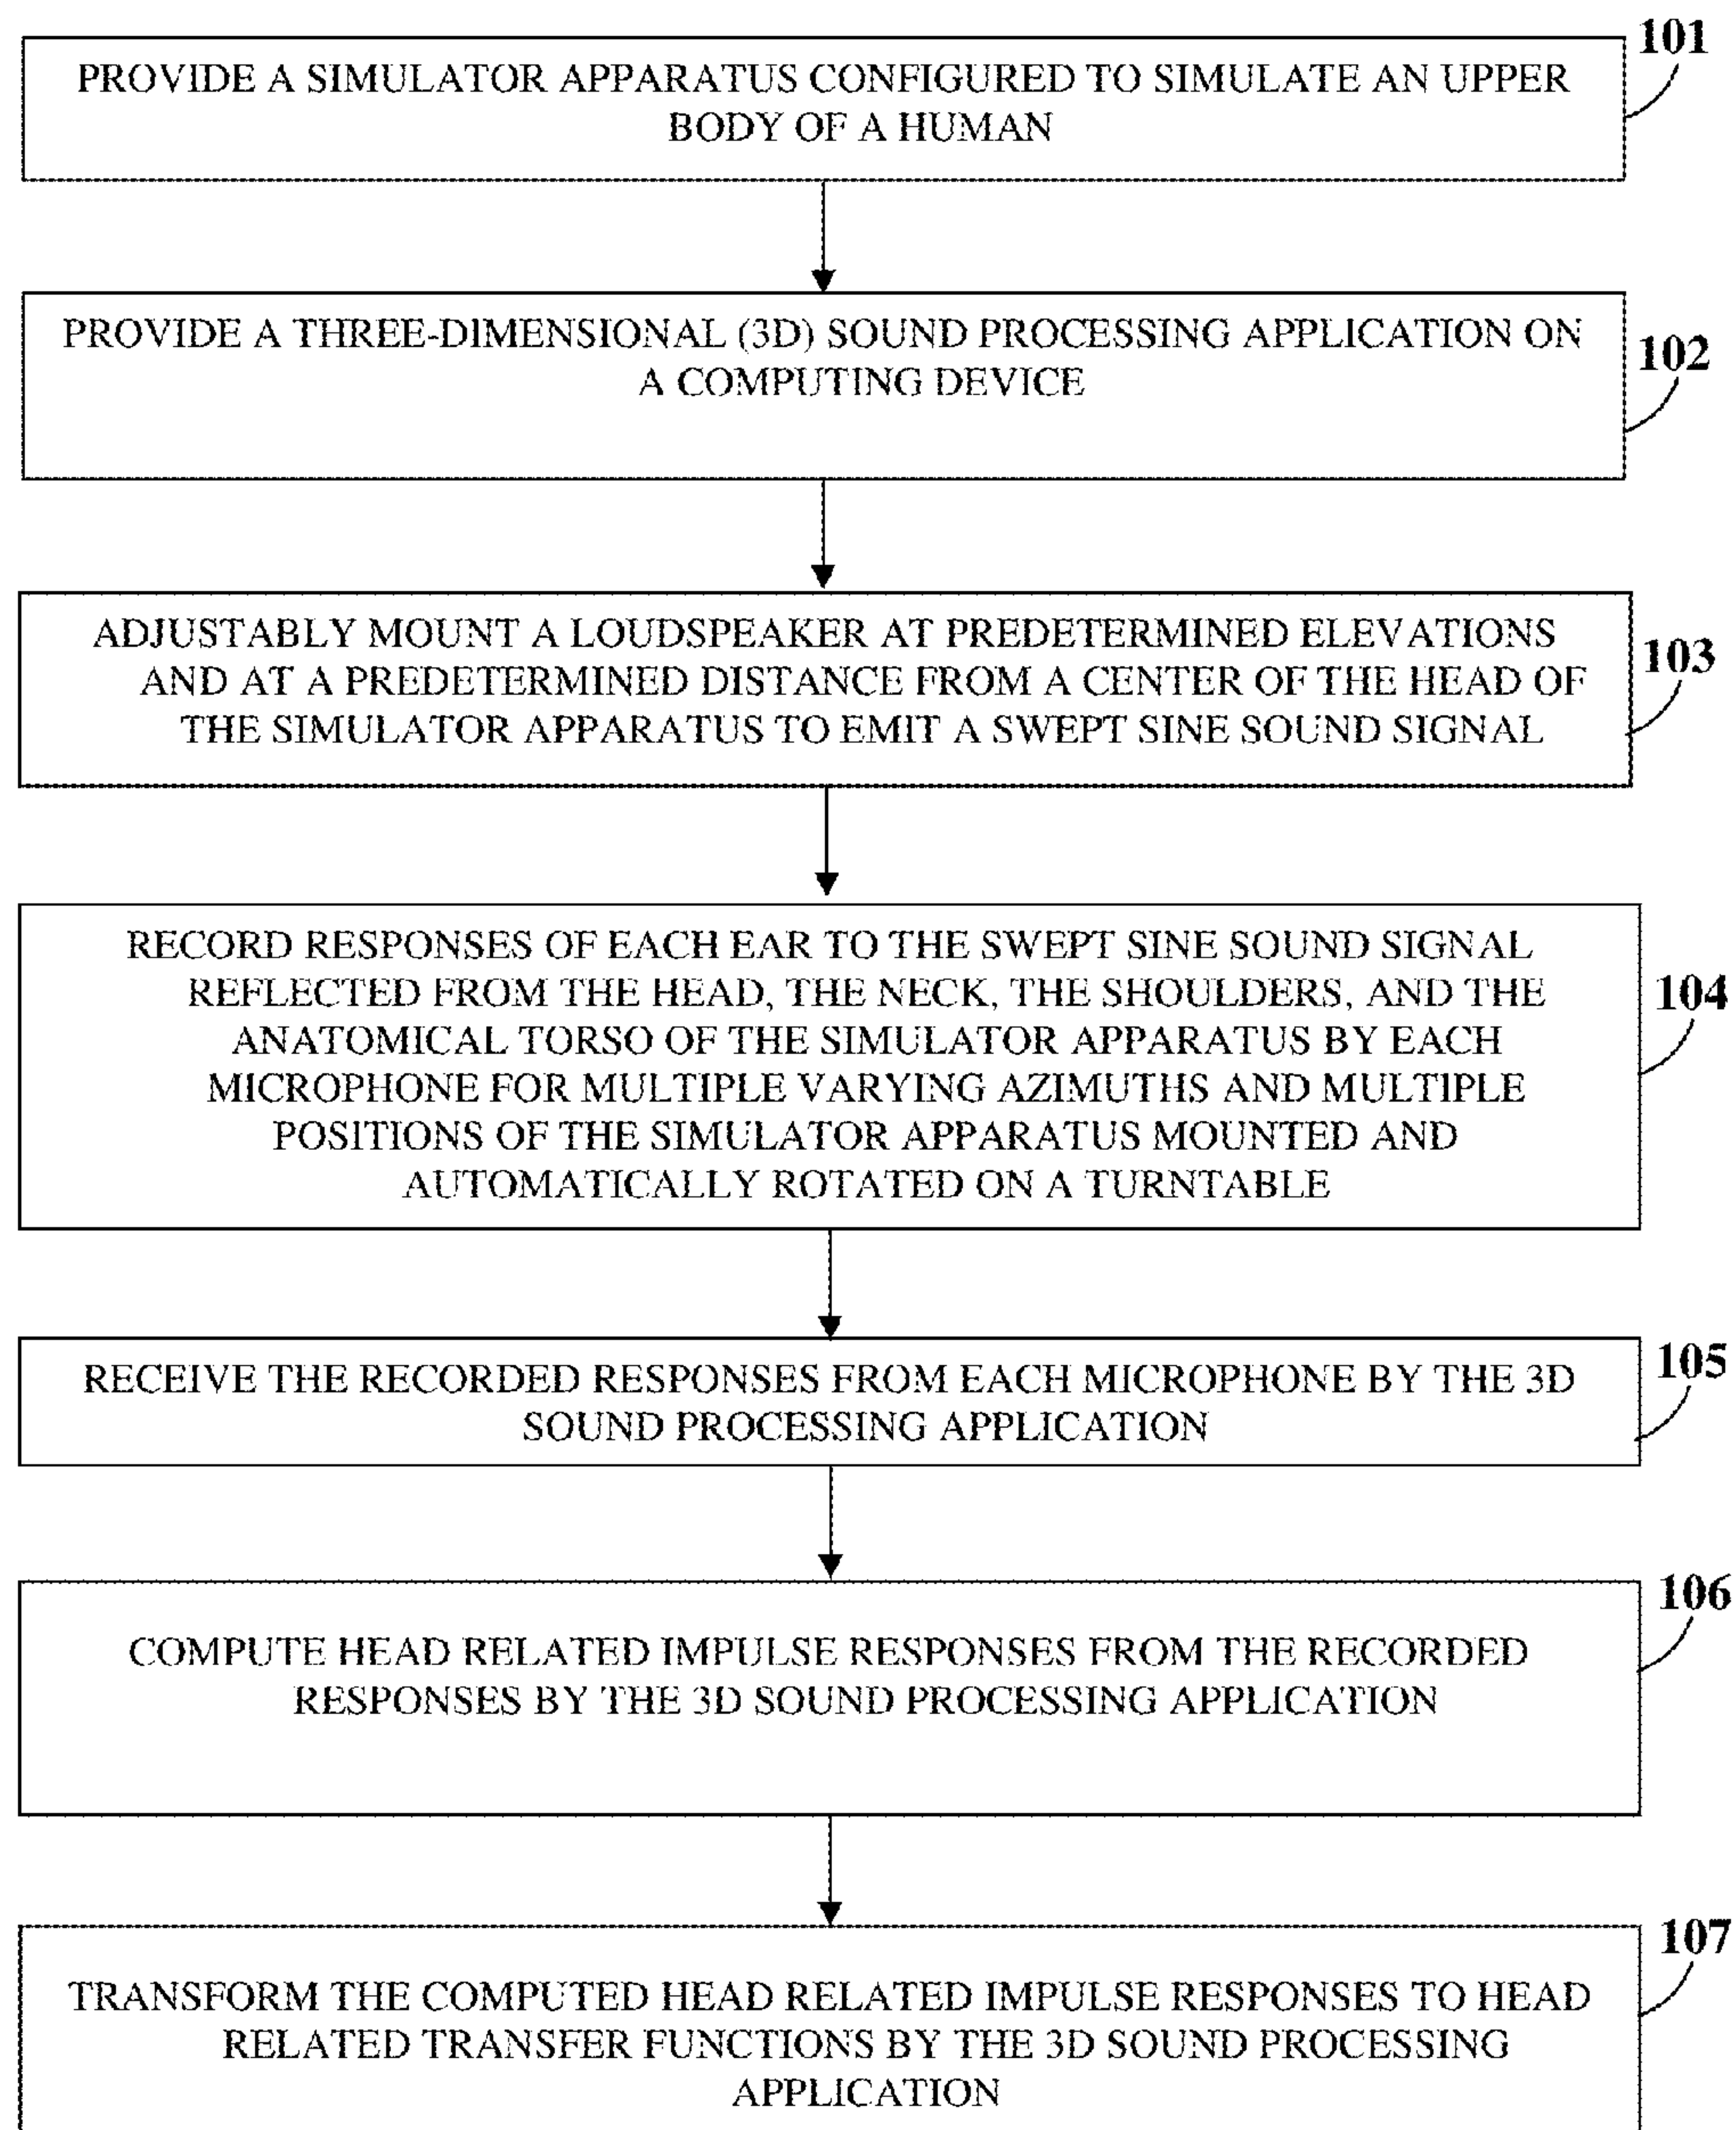 101
PROVIDE A SIMULATOR APPARATUS CONFIGURED TO SIMULATE AN UPPER
BODY OF A HUMAN
102
PROVIDE A THREE-DIMENSIONAL (3D) SOUND PROCESSING APPLICATION ON
A COMPUTING DEVICE
103
ADJUSTABLY MOUNT A LOUDSPEAKER AT PREDETERMINED ELEVATIONS
AND AT A PREDETERMINED DISTANCE FROM A CENTER OF THE HEAD OF
THE SIMULATOR APPARATUS TO EMIT A SWEPT SINE SOUND SIGNAL
104
RECORD RESPONSES OF EACH EAR TO THE SWEPT SINE SOUND SIGNAL
REFLECTED FROM THE HEAD, THE NECK, THE SHOULDERS, AND THE
ANATOMICAL TORSO OF THE SIMULATOR APPARATUS BY EACH
MICROPHONE FOR MULTIPLE VARYING AZIMUTHS AND MULTIPLE
POSITIONS OF THE SIMULATOR APPARATUS MOUNTED AND
AUTOMATICALLY ROTATED ON A TURNTABLE
105
RECEIVE THE RECORDED RESPONSES FROM EACH MICROPHONE BY THE 3D
SOUND PROCESSING APPLICATION
106
COMPUTE HEAD RELATED IMPULSE RESPONSES FROM THE RECORDED
RESPONSES BY THE 3D SOUND PROCESSING APPLICATION
107
TRANSFORM THE COMPUTED HEAD RELATED IMPULSE RESPONSES TO HEAD
RELATED TRANSFER FUNCTIONS BY THE 3D SOUND PROCESSING
APPLICATION